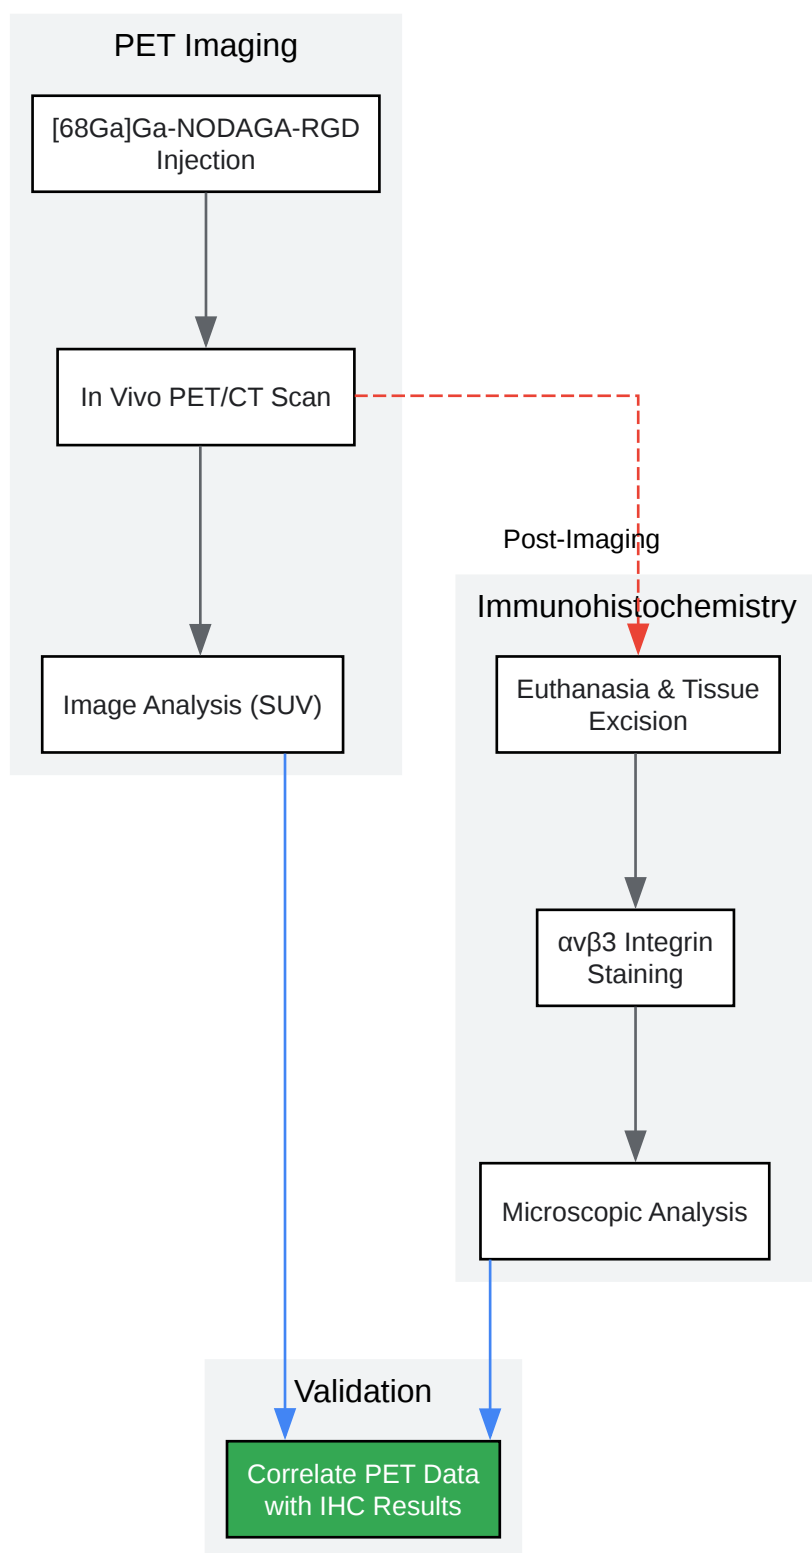 PET Imaging
[68Ga]Ga-NODAGA-RGD
Injection
In Vivo PET/CT Scan
Image Analysis (SUV)
Post-Imaging
Immunohistochemistry
Euthanasia & Tissue
Excision
αvβ3 Integrin
Staining
Microscopic Analysis
Validation
Correlate PET Data
with IHC Results